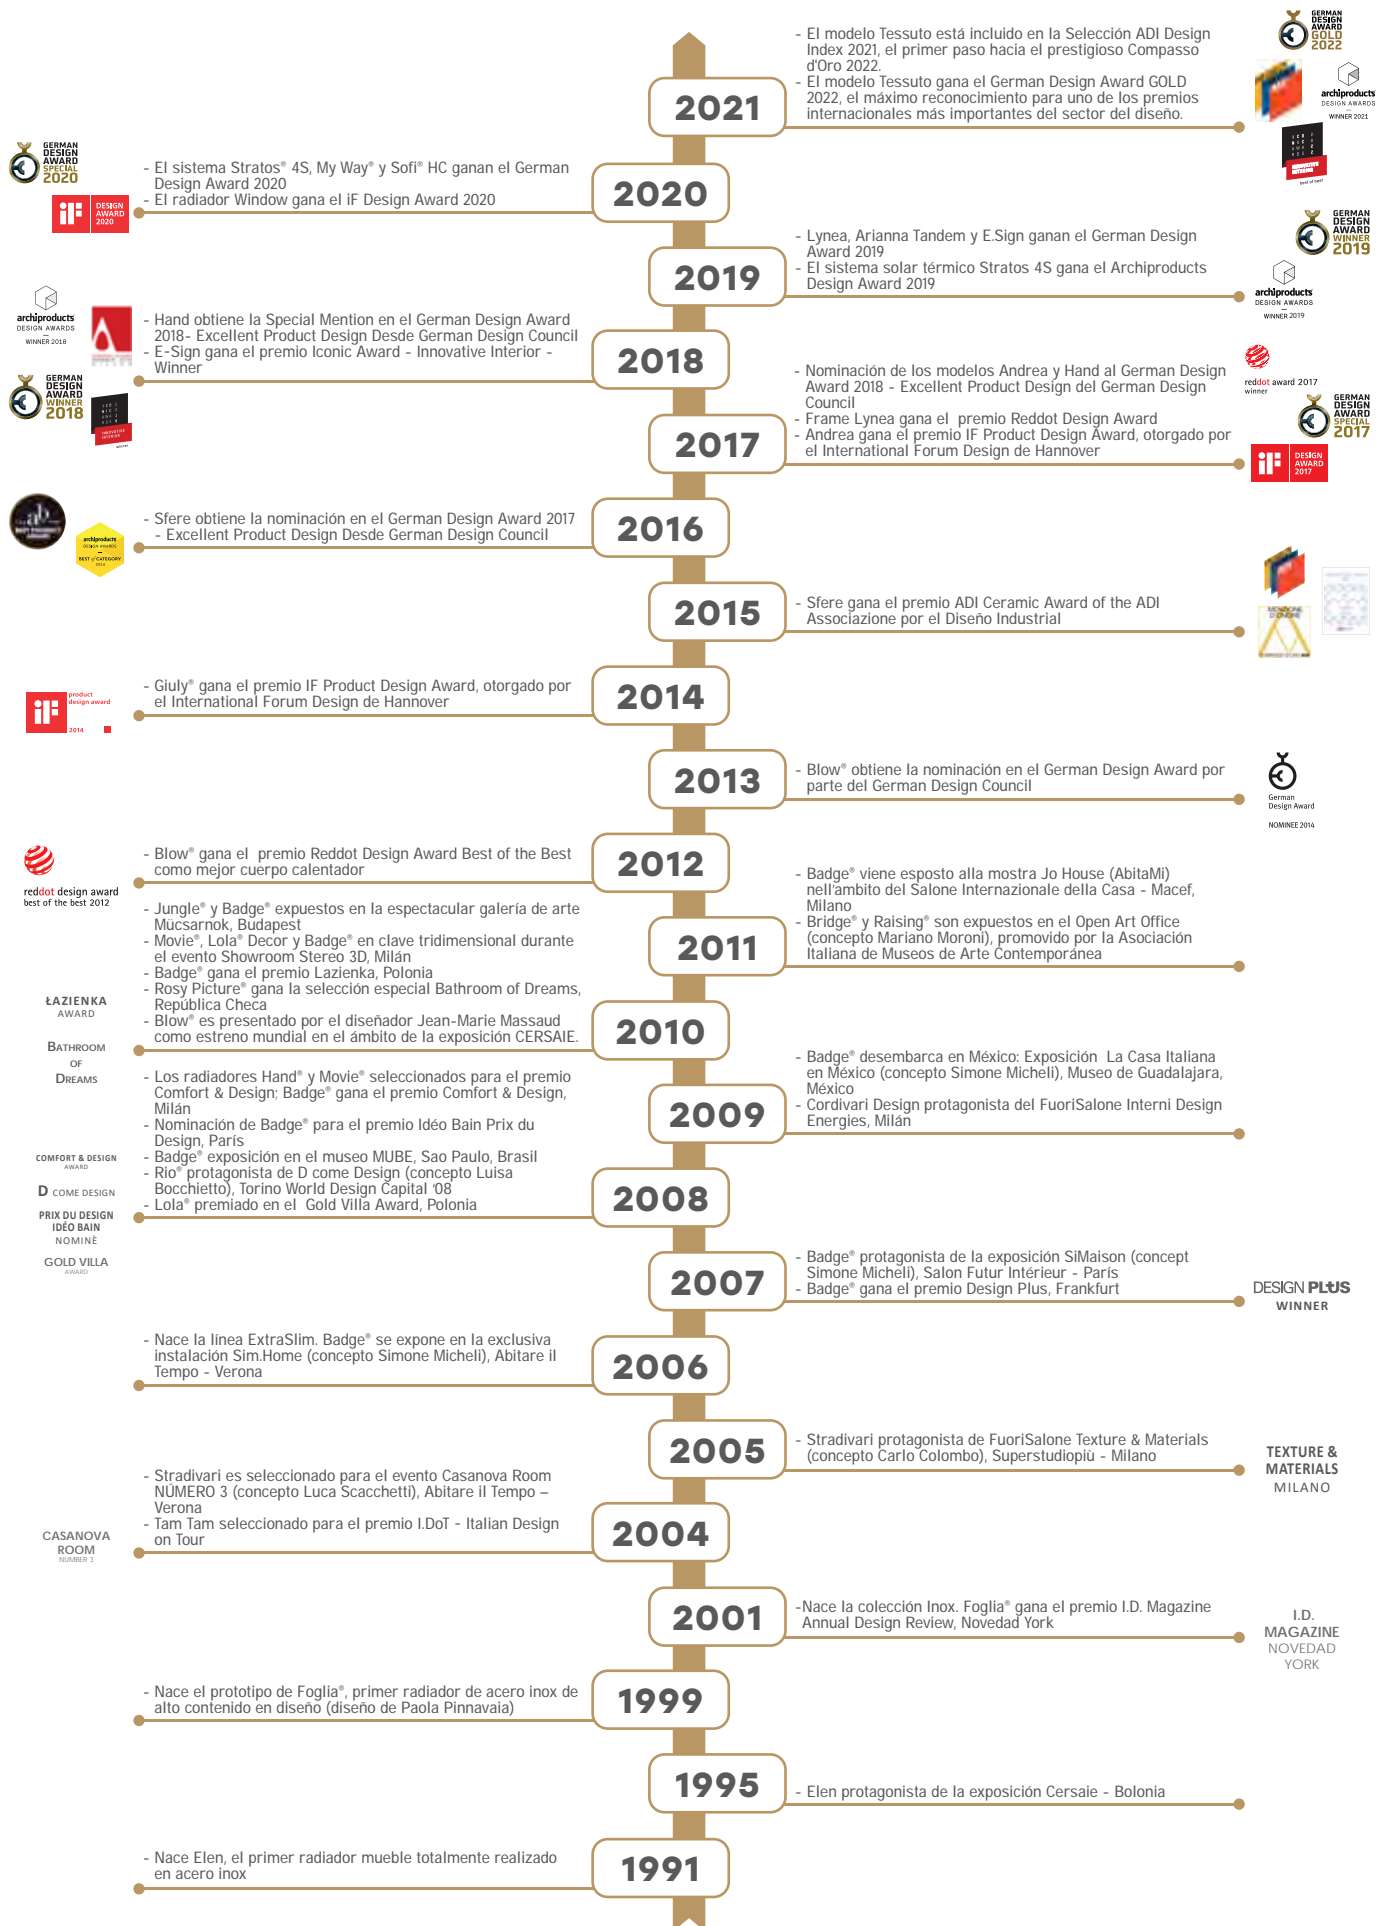 - El modelo Tessuto está incluido en la Selección ADI Design
Index 2021, el primer paso hacia el prestigioso Compasso
d'Oro 2022.
- El modelo Tessuto gana el German Design Award GOLD
2022, el máximo reconocimiento para uno de los premios
internacionales más importantes del sector del diseño.
2021
GERMAN
DESIGN
AWARD
GOLD
2022
archiproducts
DESIGN AWARDS
WINNER 2021
best of best
GERMAN
DESIGN
AWARD
SPECIAL
2020
iF
DESIGN
AWARD
2020
- El sistema Stratos® 4S, My Way® y Sofi® HC ganan el German
Design Award 2020
- El radiador Window gana el iF Design Award 2020
2020
- Lynea, Arianna Tandem y E.Sign ganan el German Design
Award 2019
- El sistema solar térmico Stratos 4S gana el Archiproducts
Design Award 2019
2019
GERMAN
DESIGN
AWARD
WINNER
2019
archiproducts
DESIGN AWARDS
WINNER 2019
archiproducts
DESIGN AWARDS
WINNER 2018
GERMAN
DESIGN
AWARD
WINNER
2018
INNOVATIVE
INTERIOR
winner
- Hand obtiene la Special Mention en el German Design Award
2018- Excellent Product Design Desde German Design Council
- E-Sign gana el premio Iconic Award - Innovative Interior -
Winner
2018
- Nominación de los modelos Andrea y Hand al German Design
Award 2018 - Excellent Product Design del German Design
Council
- Frame Lynea gana el  premio Reddot Design Award
- Andrea gana el premio IF Product Design Award, otorgado por
el International Forum Design de Hannover
2017
reddot award 2017
winner
GERMAN
DESIGN
AWARD
SPECIAL
2017
iF
DESIGN
AWARD
2017
ab
archiproducts
DESIGN AWARDS
BEST of CATEGORY
2016
- Sfere obtiene la nominación en el German Design Award 2017
- Excellent Product Design Desde German Design Council
2016
- Sfere gana el premio ADI Ceramic Award of the ADI
Associazione por el Diseño Industrial
2015
MENZIONE
D'ONORE
iF
product
design award
2014
- Giuly® gana el premio IF Product Design Award, otorgado por
el International Forum Design de Hannover
2014
- Blow® obtiene la nominación en el German Design Award por
parte del German Design Council
2013
German
Design Award
NOMINEE 2014
reddot design award
best of the best 2012
- Blow® gana el  premio Reddot Design Award Best of the Best
como mejor cuerpo calentador
2012
- Badge® viene esposto alla mostra Jo House (AbitaMi)
nell'ambito del Salone Internazionale della Casa - Macef,
Milano
- Bridge® y Raising® son expuestos en el Open Art Office
(concepto Mariano Moroni), promovido por la Asociación
Italiana de Museos de Arte Contemporánea
2011
- Jungle® y Badge® expuestos en la espectacular galería de arte
Mücsarnok, Budapest
- Movie®, Lola® Decor y Badge® en clave tridimensional durante
el evento Showroom Stereo 3D, Milán
- Badge® gana el premio Lazienka, Polonia
- Rosy Picture® gana la selección especial Bathroom of Dreams,
República Checa
- Blow® es presentado por el diseñador Jean-Marie Massaud
como estreno mundial en el ámbito de la exposición CERSAIE.
2010
ŁAZIENKA
AWARD
BATHROOM
OF
DREAMS
- Badge® desembarca en México: Exposición  La Casa Italiana
en México (concepto Simone Micheli), Museo de Guadalajara,
México
- Cordivari Design protagonista del FuoriSalone Interni Design
Energies, Milán
2009
- Los radiadores Hand® y Movie® seleccionados para el premio
Comfort & Design; Badge® gana el premio Comfort & Design,
Milán
- Nominación de Badge® para el premio Idéo Bain Prix du
Design, París
- Badge® exposición en el museo MUBE, Sao Paulo, Brasil
- Rio® protagonista de D come Design (concepto Luisa
Bocchietto), Torino World Design Capital '08
- Lola® premiado en el  Gold Villa Award, Polonia
2008
COMFORT & DESIGN
AWARD
D COME DESIGN
PRIX DU DESIGN
IDÉO BAIN
NOMINÈ
GOLD VILLA
AWARD
- Badge® protagonista de la exposición SiMaison (concept
Simone Micheli), Salon Futur Intérieur - París
- Badge® gana el premio Design Plus, Frankfurt
2007
DESIGN PLUS
WINNER
- Nace la línea ExtraSlim. Badge® se expone en la exclusiva
instalación Sim.Home (concepto Simone Micheli), Abitare il
Tempo - Verona
2006
- Stradivari protagonista de FuoriSalone Texture & Materials
(concepto Carlo Colombo), Superstudiopiù - Milano
2005
TEXTURE &
MATERIALS
MILANO
- Stradivari es seleccionado para el evento Casanova Room
NÚMERO 3 (concepto Luca Scacchetti), Abitare il Tempo –
Verona
- Tam Tam seleccionado para el premio I.DoT - Italian Design
on Tour
2004
CASANOVA
ROOM
NUMBER 3
-Nace la colección Inox. Foglia® gana el premio I.D. Magazine
Annual Design Review, Novedad York
2001
I.D.
MAGAZINE
NOVEDAD
YORK
- Nace el prototipo de Foglia®, primer radiador de acero inox de
alto contenido en diseño (diseño de Paola Pinnavaia)
1999
1995
- Elen protagonista de la exposición Cersaie - Bolonia
- Nace Elen, el primer radiador mueble totalmente realizado
en acero inox
1991